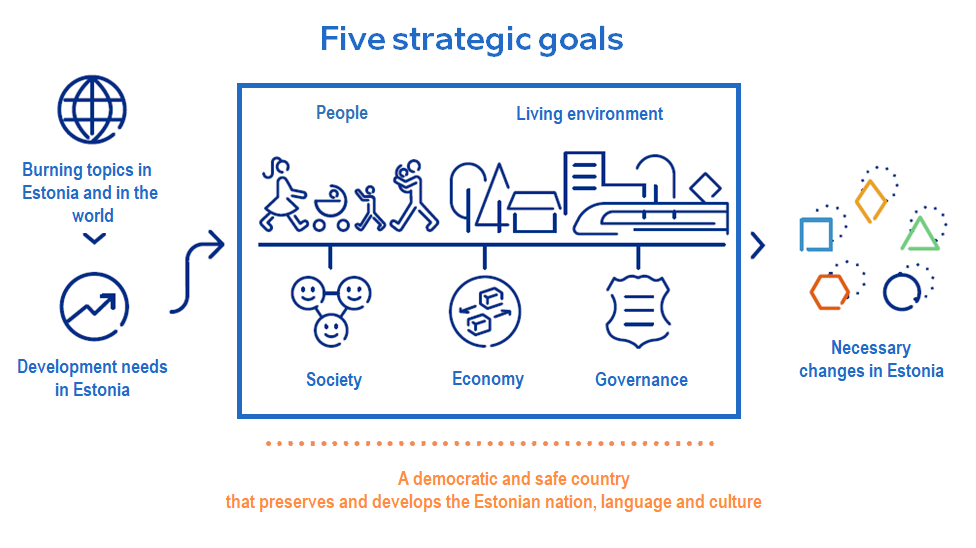 Five strategic goals
Burning topics in
Estonia and in the
world
Development needs
in Estonia
People
Living environment
Society
Economy
Governance
Necessary
changes in Estonia
A democratic and safe country
that preserves and develops the Estonian nation, language and culture